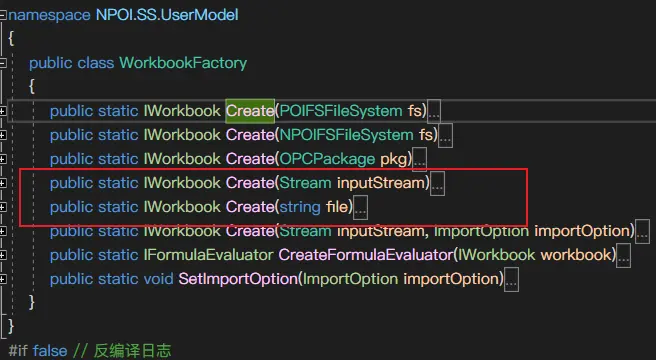 namespace NPOI.SS.UserModel
{
public class WorkbookFactory
{
public static IWorkbook Create(POIFSFileSystem fs)...
public static IWorkbook Create(NPOIFSFileSystem fs)...
public static IWorkbook Create(OPCPackage pkg)...
public static IWorkbook Create(Stream inputStream)...
public static IWorkbook Create(string file)...
public static IWorkbook Create(Stream inputStream, ImportOption importOption)...
public static IFormulaEvaluator CreateFormulaEvaluator(IWorkbook workbook)...
public static void SetImportOption(ImportOption importOption)...
}
}
#if false // 反编译日志